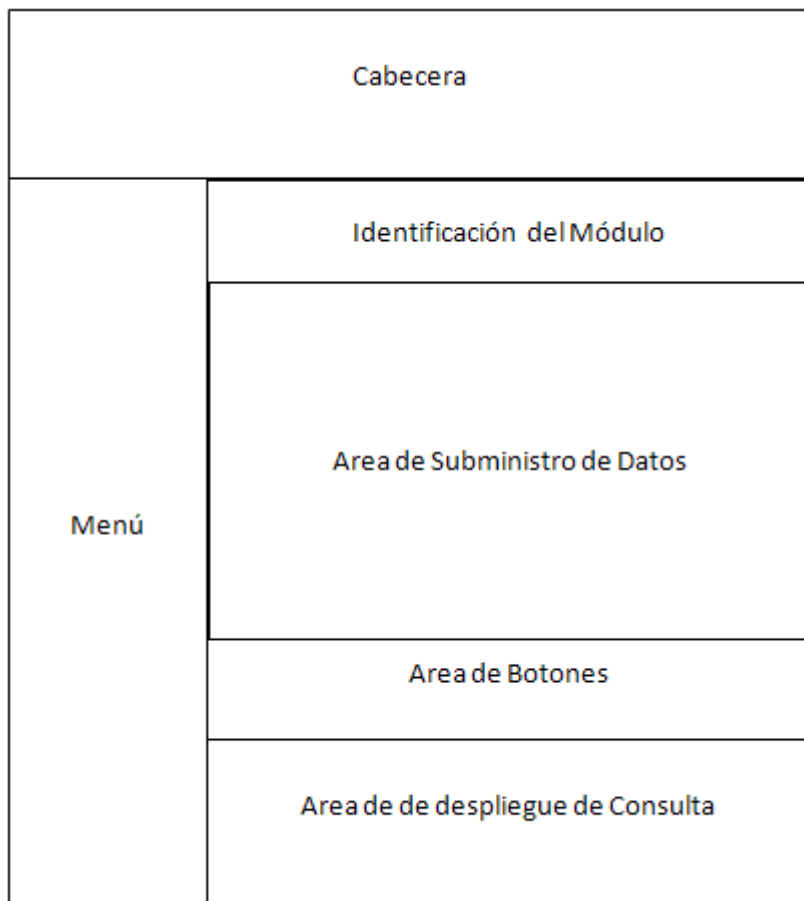 Cabecera
Identificación del Módulo
Area de Subministro de Datos
Menú
Area de Botones
Area de de despliegue de Consulta